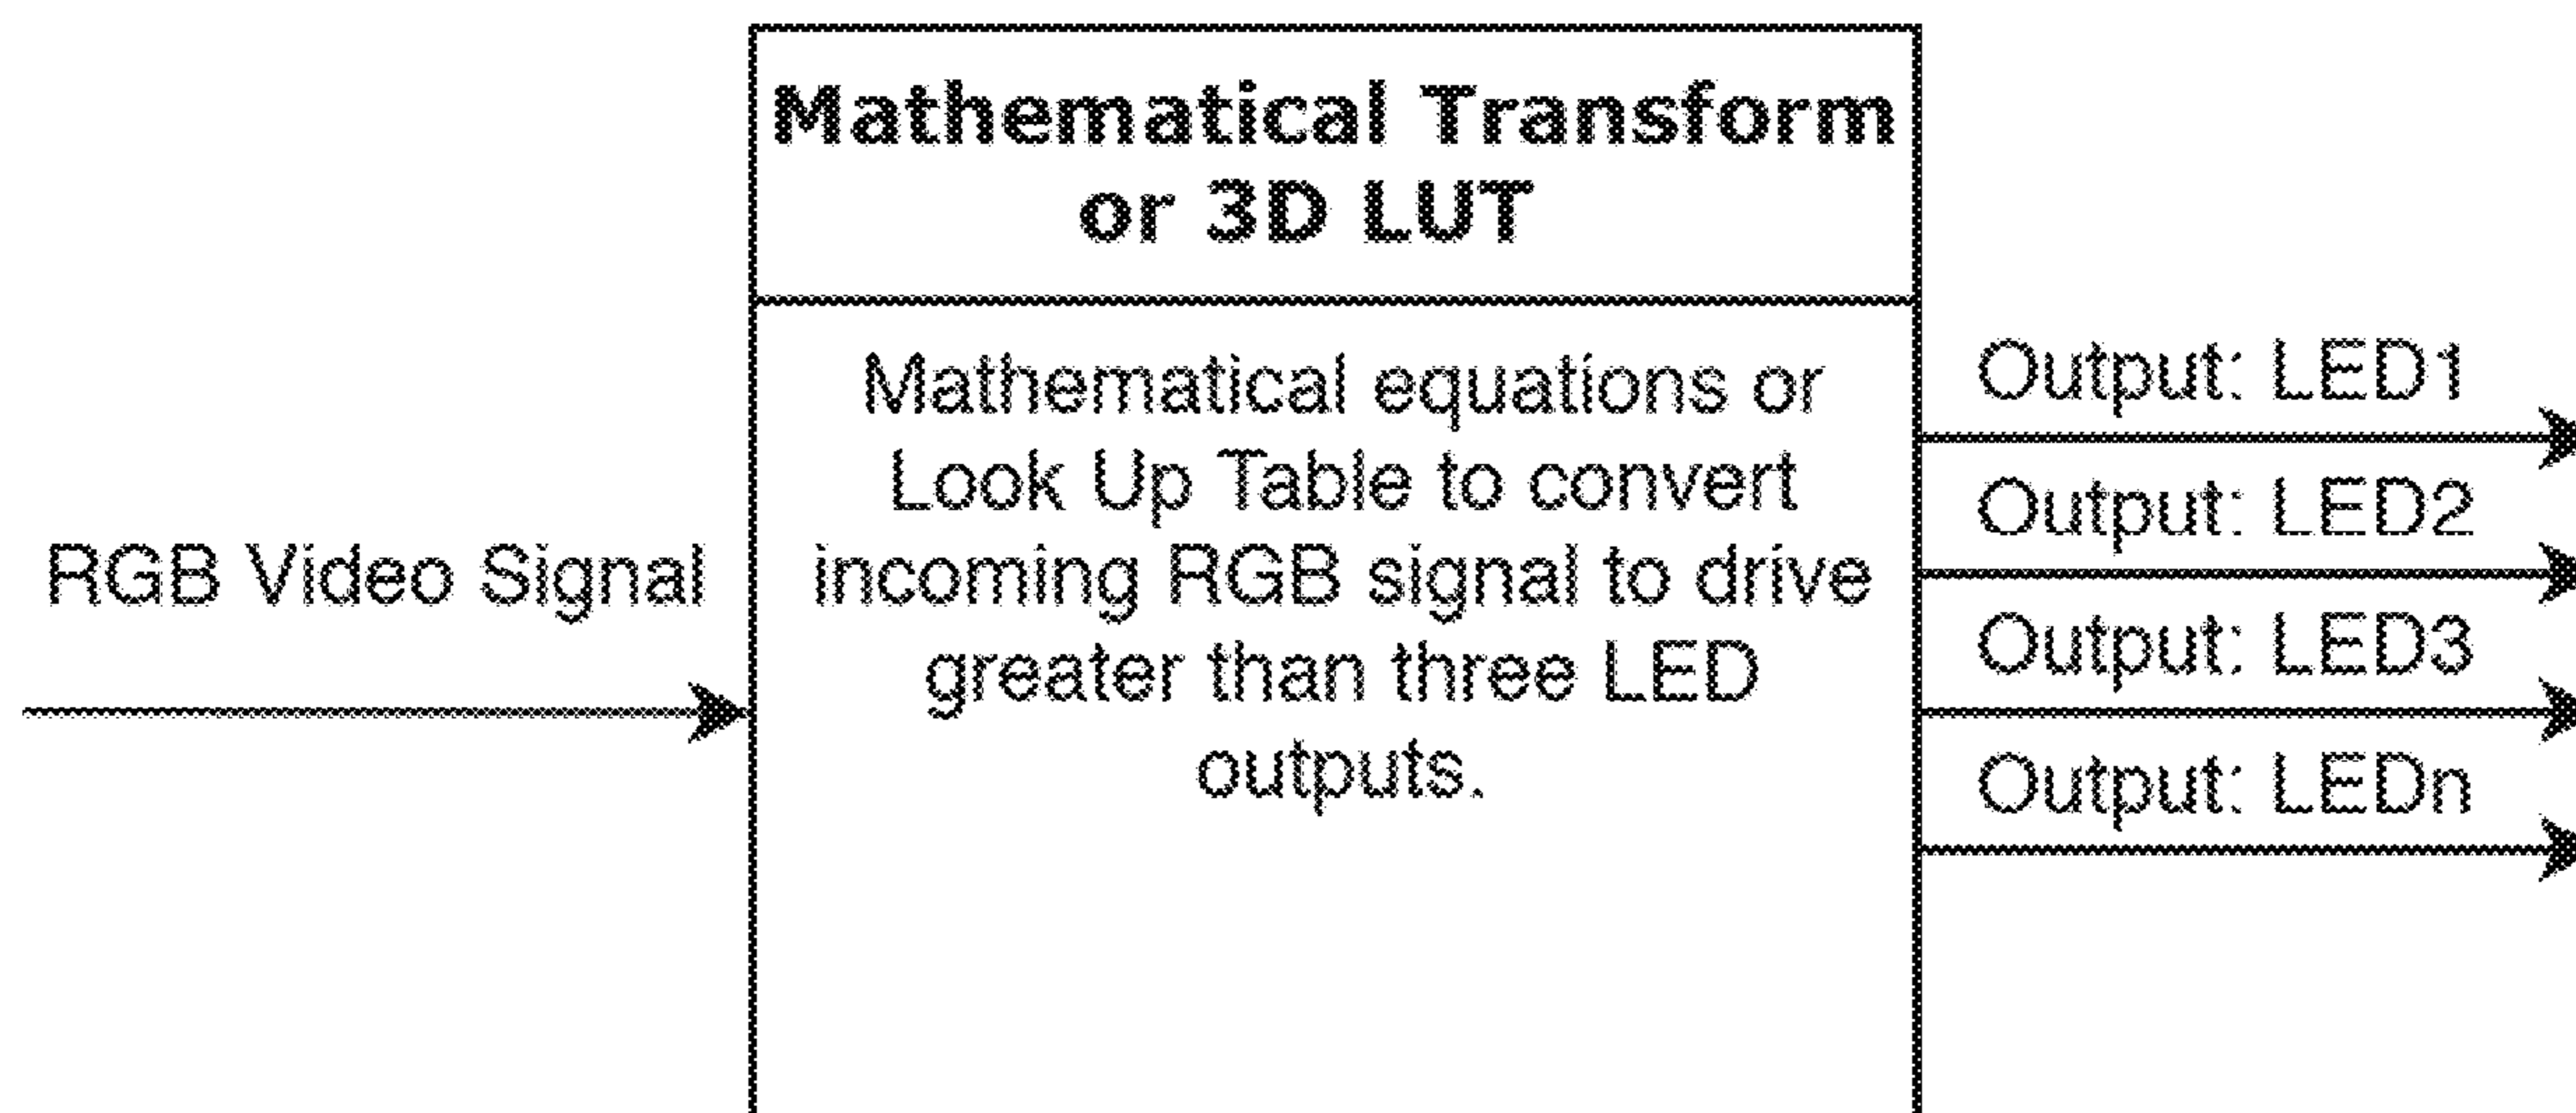 Mathematical Transform
or 3D LUT
RGB Video Signal
Mathematical equations or
Look Up Table to convert
incoming RGB signal to drive
greater than three LED
outputs.
Output: LED1
Output: LED2
Output: LED3
Output: LEDn